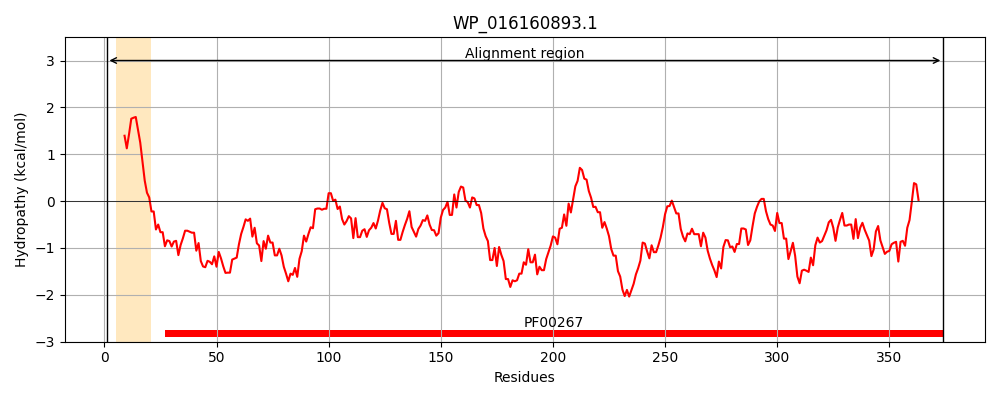 WP_016160893.1
Alignment region
3
2
1
0
−1
−2
−3
Hydropathy (kcal/mol)
PF00267
0 50 100 150 200 250 300 350
Residues